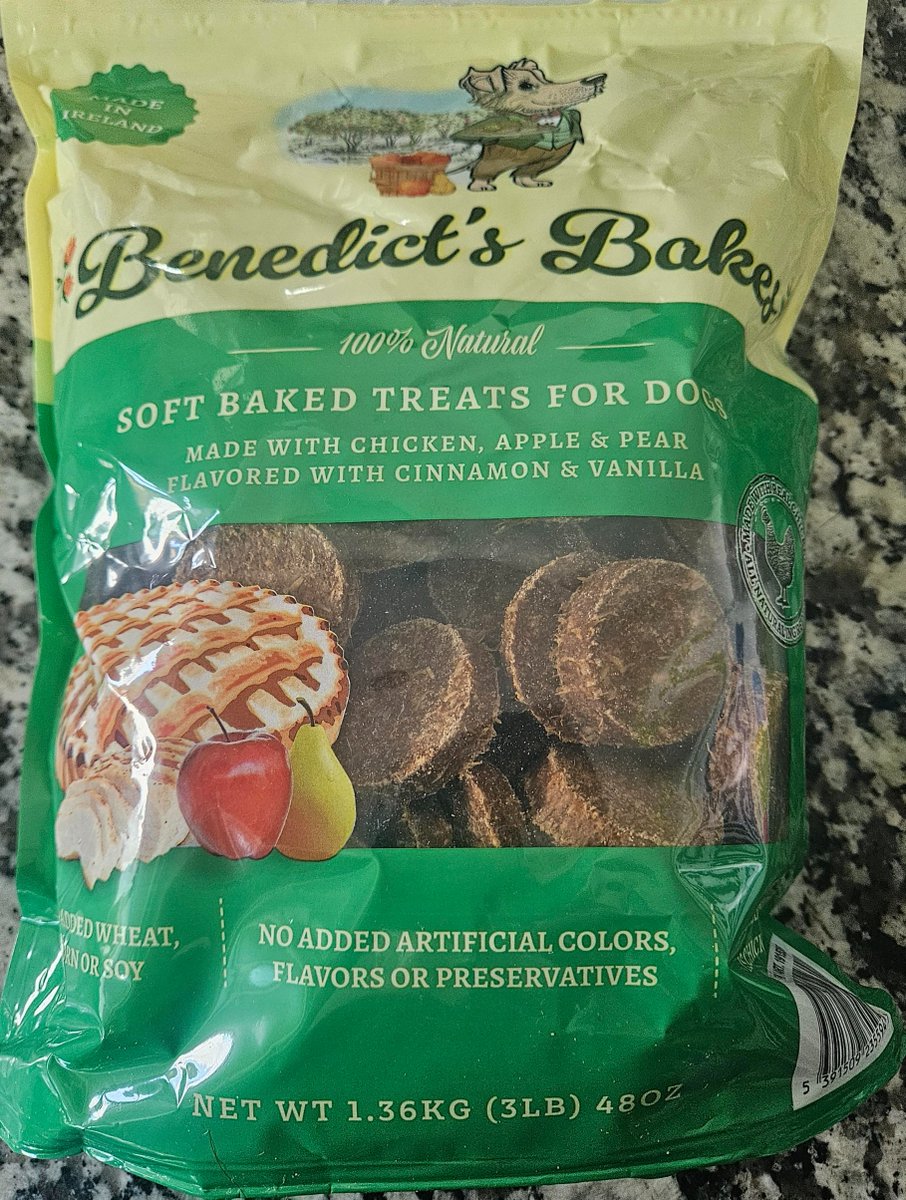 MADE
IN
IRELAND
Benedict's Bake
100% Natural
SOFT BAKED TREATS FOR DOGS
MADE WITH CHICKEN, APPLE & PEAR
FLAVORED WITH CINNAMON & VANILLA
ADDED WHEAT,
OR SOY
NO ADDED ARTIFICIAL COLORS,
FLAVORS OR PRESERVATIVES
NET WT 1.36KG (3LB) 48OZ